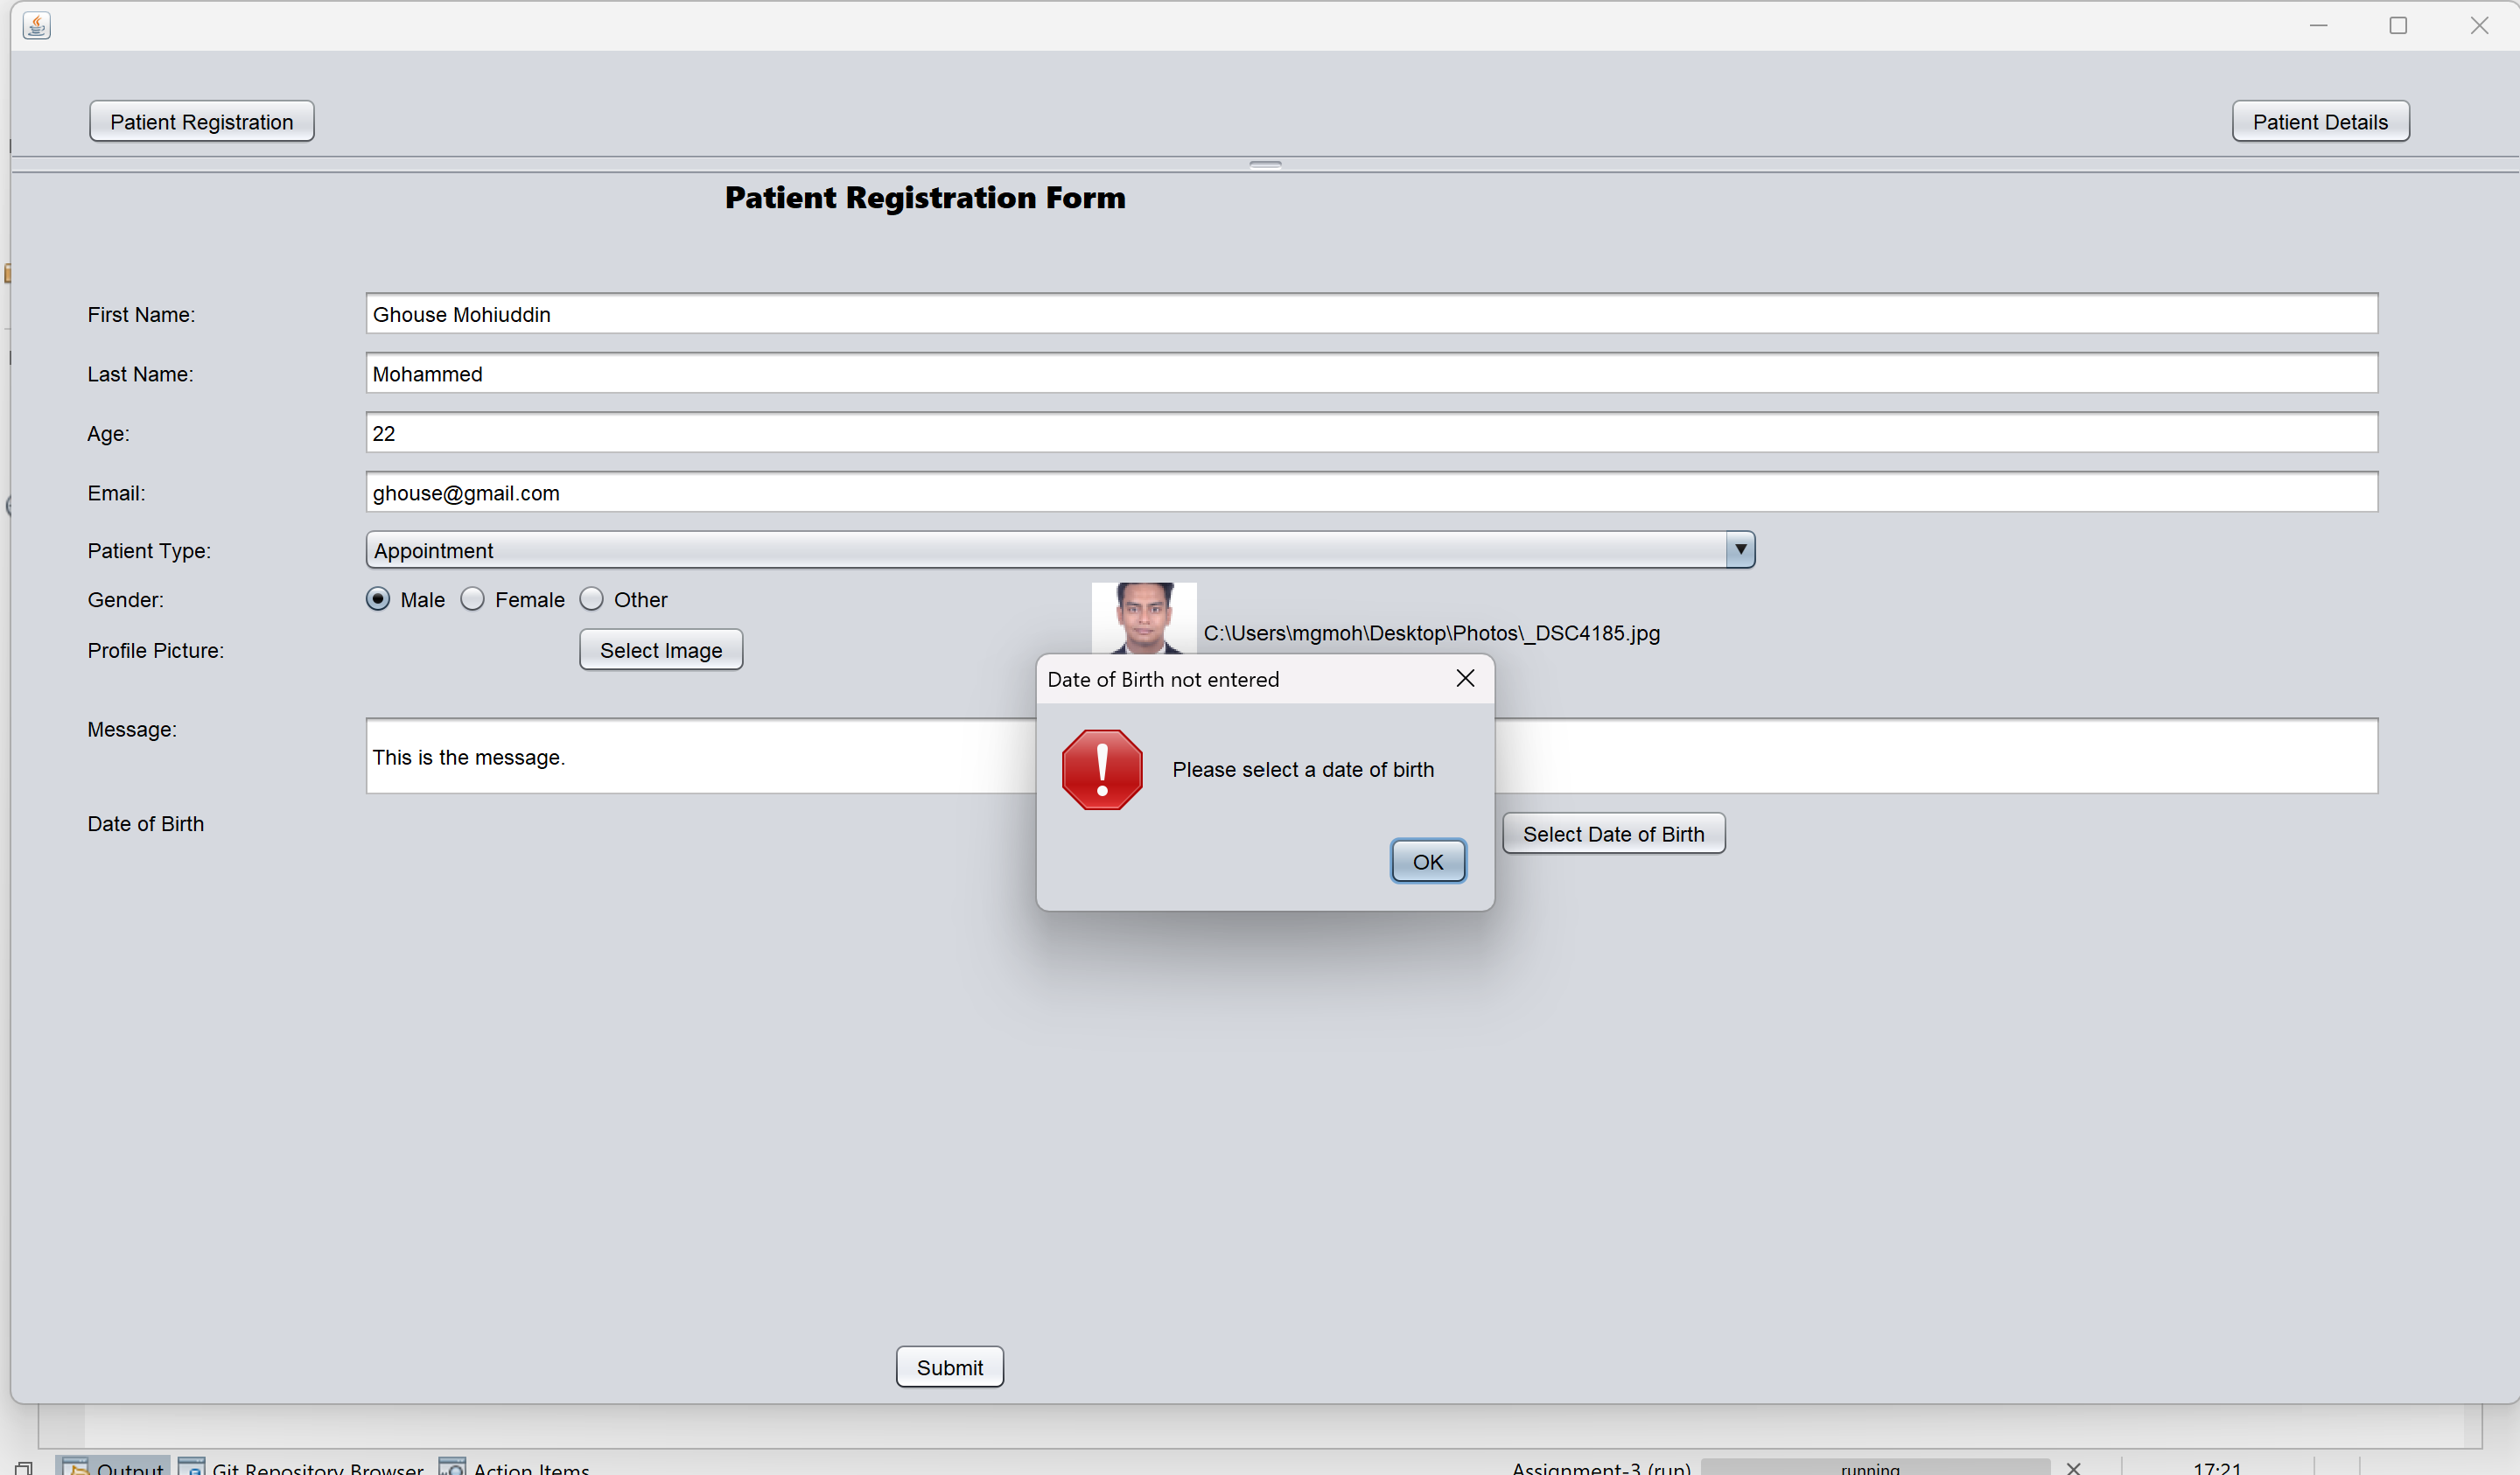 Patient Registration
Patient Details
Patient Registration Form
First Name:
Ghouse Mohiuddin
Last Name:
Mohammed
Age:
22
Email:
ghouse@gmail.com
Patient Type:
Appointment
Gender:
Male
Female
Other
Profile Picture:
Select Image
C:\Users\mgmoh\Desktop\Photos\_DSC4185.jpg
Date of Birth not entered
Please select a date of birth
OK
Message:
This is the message.
Date of Birth
Select Date of Birth
Submit
Output
Git Repository Browser
Action Items
Assignment-3 (run)
running
17:21